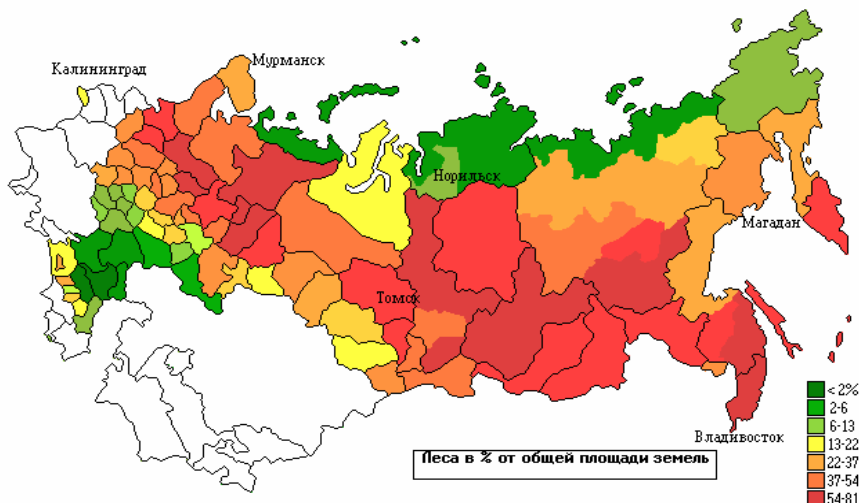 Мурманск
Калининград
Норильск
Магадан
Томск
Владивосток
Леса в % от общей площади земель
< 2%
2-6
6-13
13-22
22-37
37-54
54-81